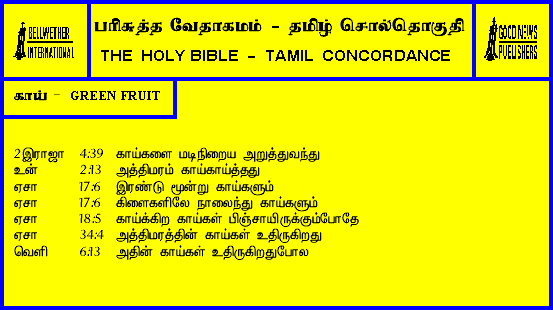 BELLWETHER
INTERNATIONAL
பரிசுத்த வேதாகமம் - தமிழ் சொல்தொகுதி
THE HOLY BIBLE - TAMIL CONCORDANCE
GOOD NEWS
PUBLISHERS
காய் - GREEN FRUIT
2இராஜா 4:39 காய்களை மடிநிறைய அறுத்துவந்து
உன் 2:13 அத்திமரம் காய்காய்த்தது
ஏசா 17:6 இரண்டு மூன்று காய்களும்
ஏசா 17:6 கிளைகளிலே நாலைந்து காய்களும்
ஏசா 18:5 காய்க்கிற காய்கள் பிஞ்சாயிருக்கும்போதே
ஏசா 34:4 அத்திமரத்தின் காய்கள் உதிருகிறது
வெளி 6:13 அதின் காய்கள் உதிருகிறதுபோல